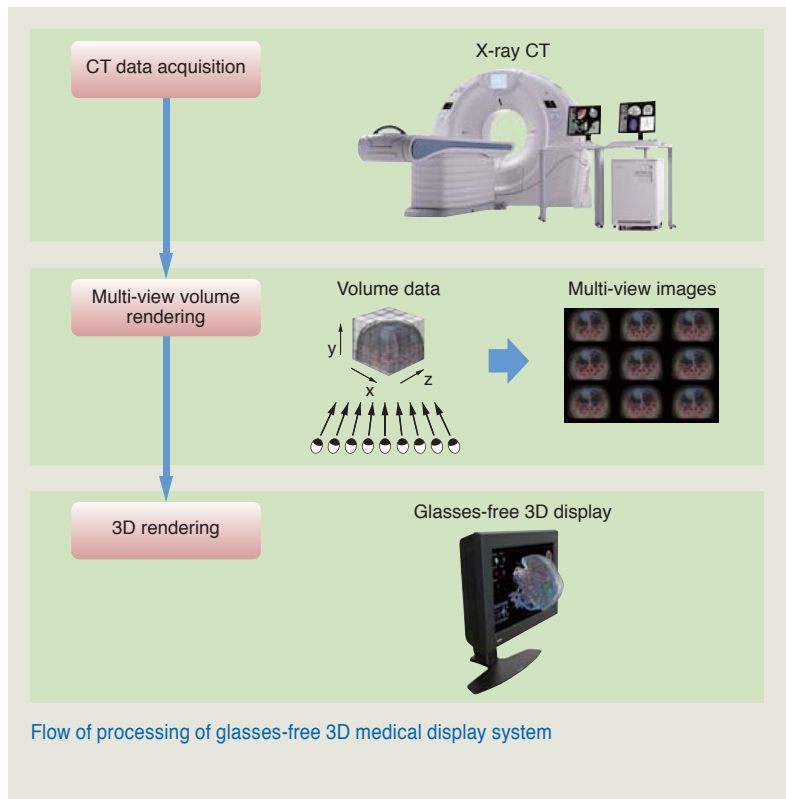 CT data acquisition
X-ray CT
Multi-view volume
rendering
Volume data
Multi-view images
y
x
z
3D rendering
Glasses-free 3D display
Flow of processing of glasses-free 3D medical display system